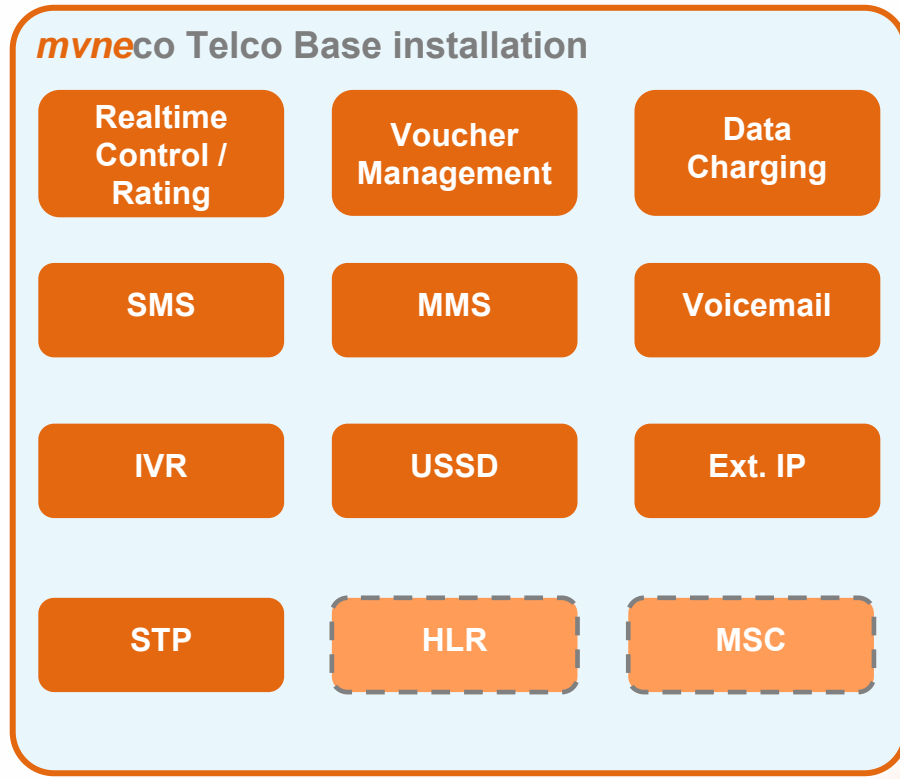 mvneco Telco Base installation
Realtime
Control /
Rating
Voucher
Management
Data
Charging
SMS
MMS
Voicemail
IVR
USSD
Ext. IP
STP
HLR
MSC